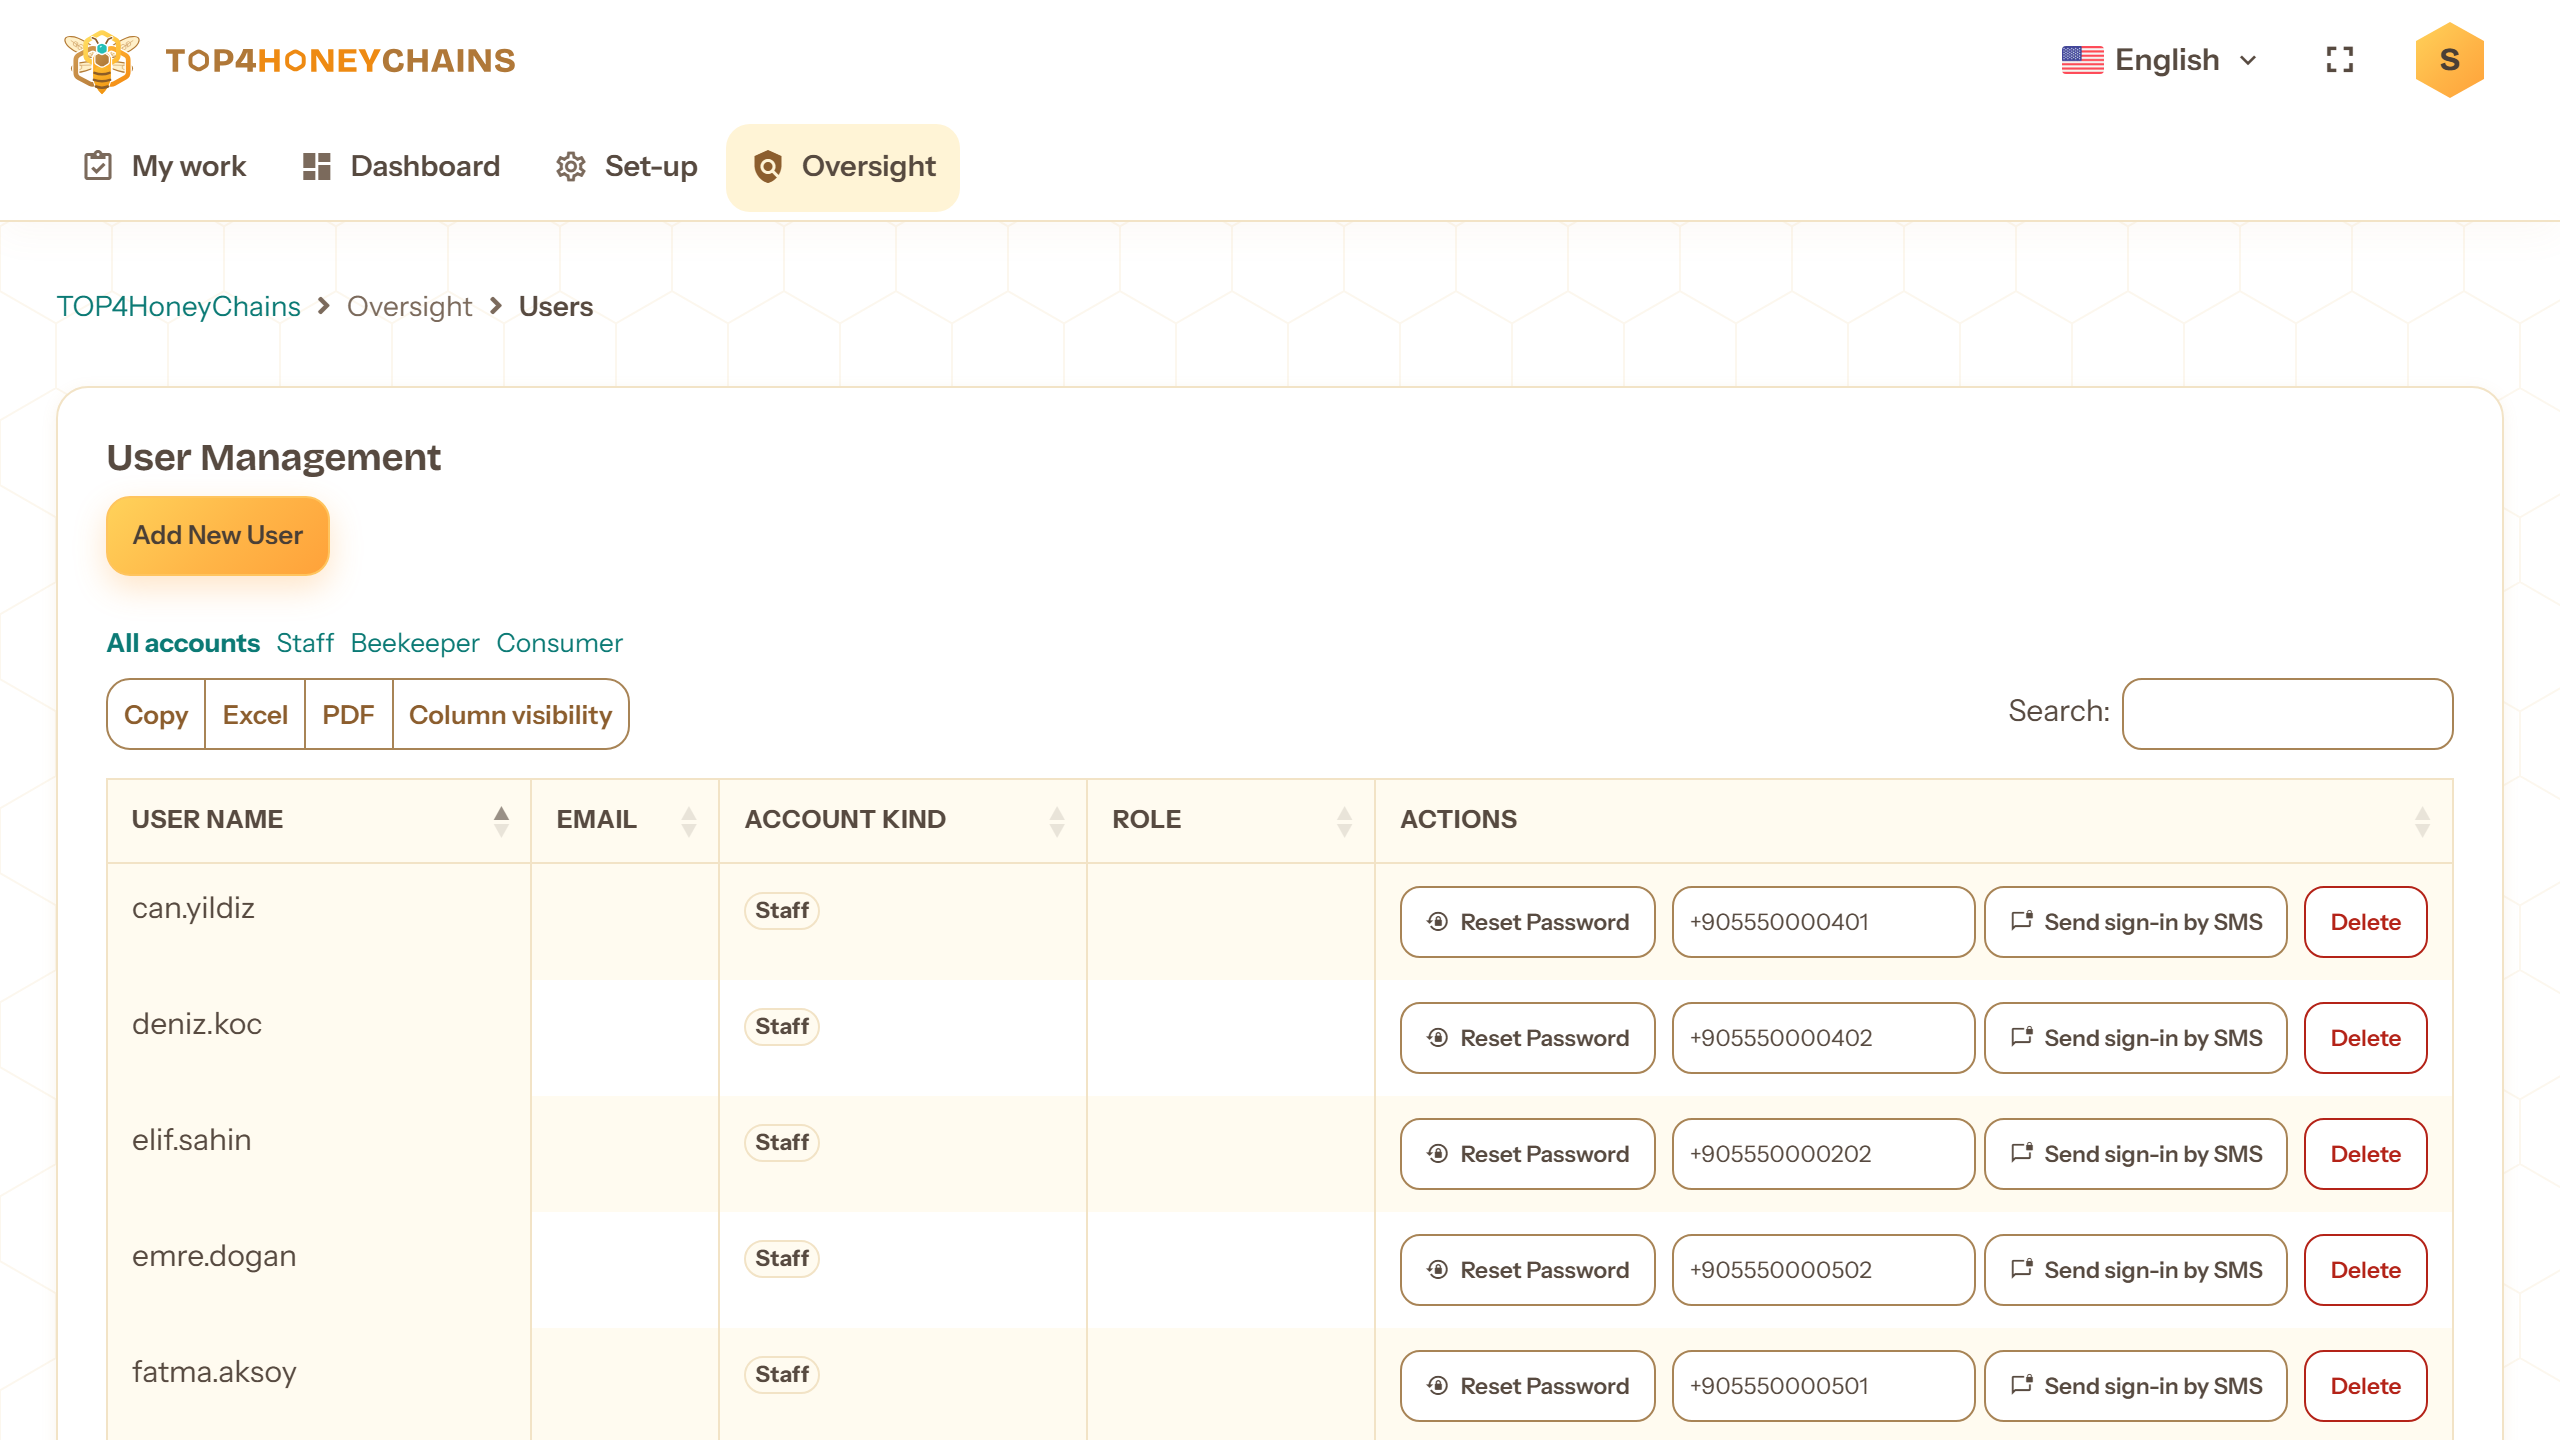 TOP4HONEYCHAINS
English
S
My work
Dashboard
Set-up
Oversight
TOP4HoneyChains > Oversight > Users
User Management
Add New User
All accounts Staff Beekeeper Consumer
Copy Excel PDF Column visibility
Search:
USER NAME EMAIL ACCOUNT KIND ROLE ACTIONS
can.yildiz Staff Reset Password +905550000401 Send sign-in by SMS Delete
deniz.koc Staff Reset Password +905550000402 Send sign-in by SMS Delete
elif.sahin Staff Reset Password +905550000202 Send sign-in by SMS Delete
emre.dogan Staff Reset Password +905550000502 Send sign-in by SMS Delete
fatma.aksoy Staff Reset Password +905550000501 Send sign-in by SMS Delete